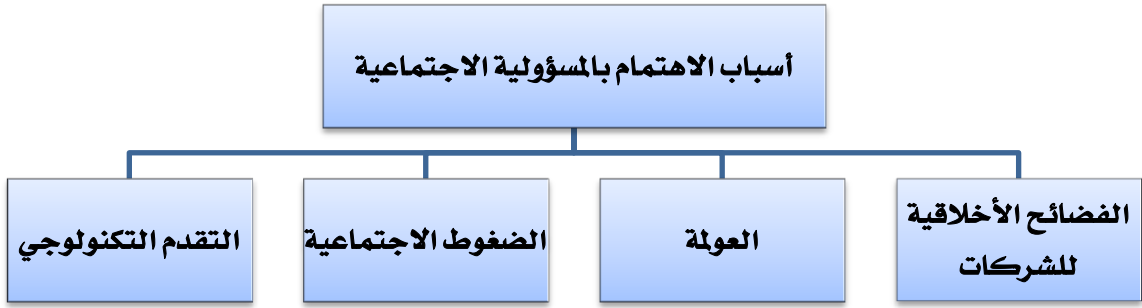 أسباب الاهتمام بالمسؤولية الاجتماعية
الفضائح الأخلاقية
للشركات
العولمة
الضغوط الاجتماعية
التقدم التكنولوجي